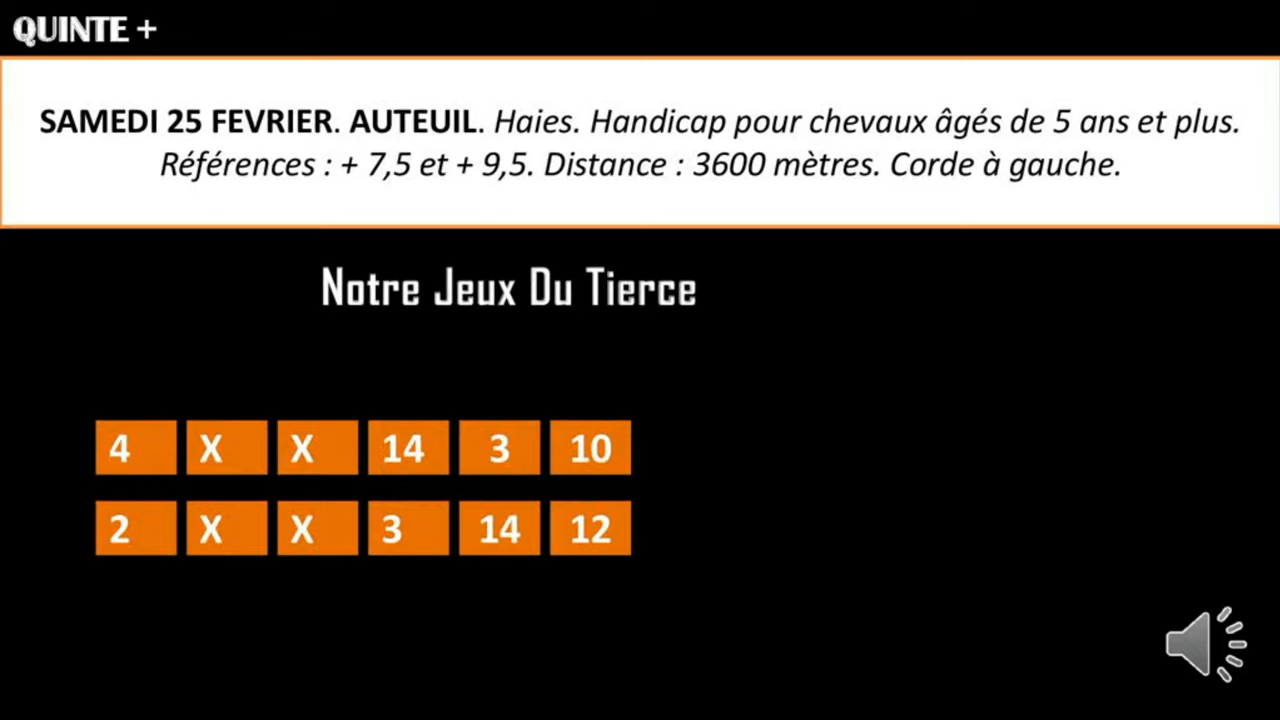 QUINTE +
SAMEDI 25 FEVRIER. AUTEUIL. Haies. Handicap pour chevaux âgés de 5 ans et plus.
Références : + 7,5 et + 9,5. Distance : 3600 mètres. Corde à gauche.
Notre Jeux Du Tierce
4 X X 14 3 10
2 X X 3 14 12